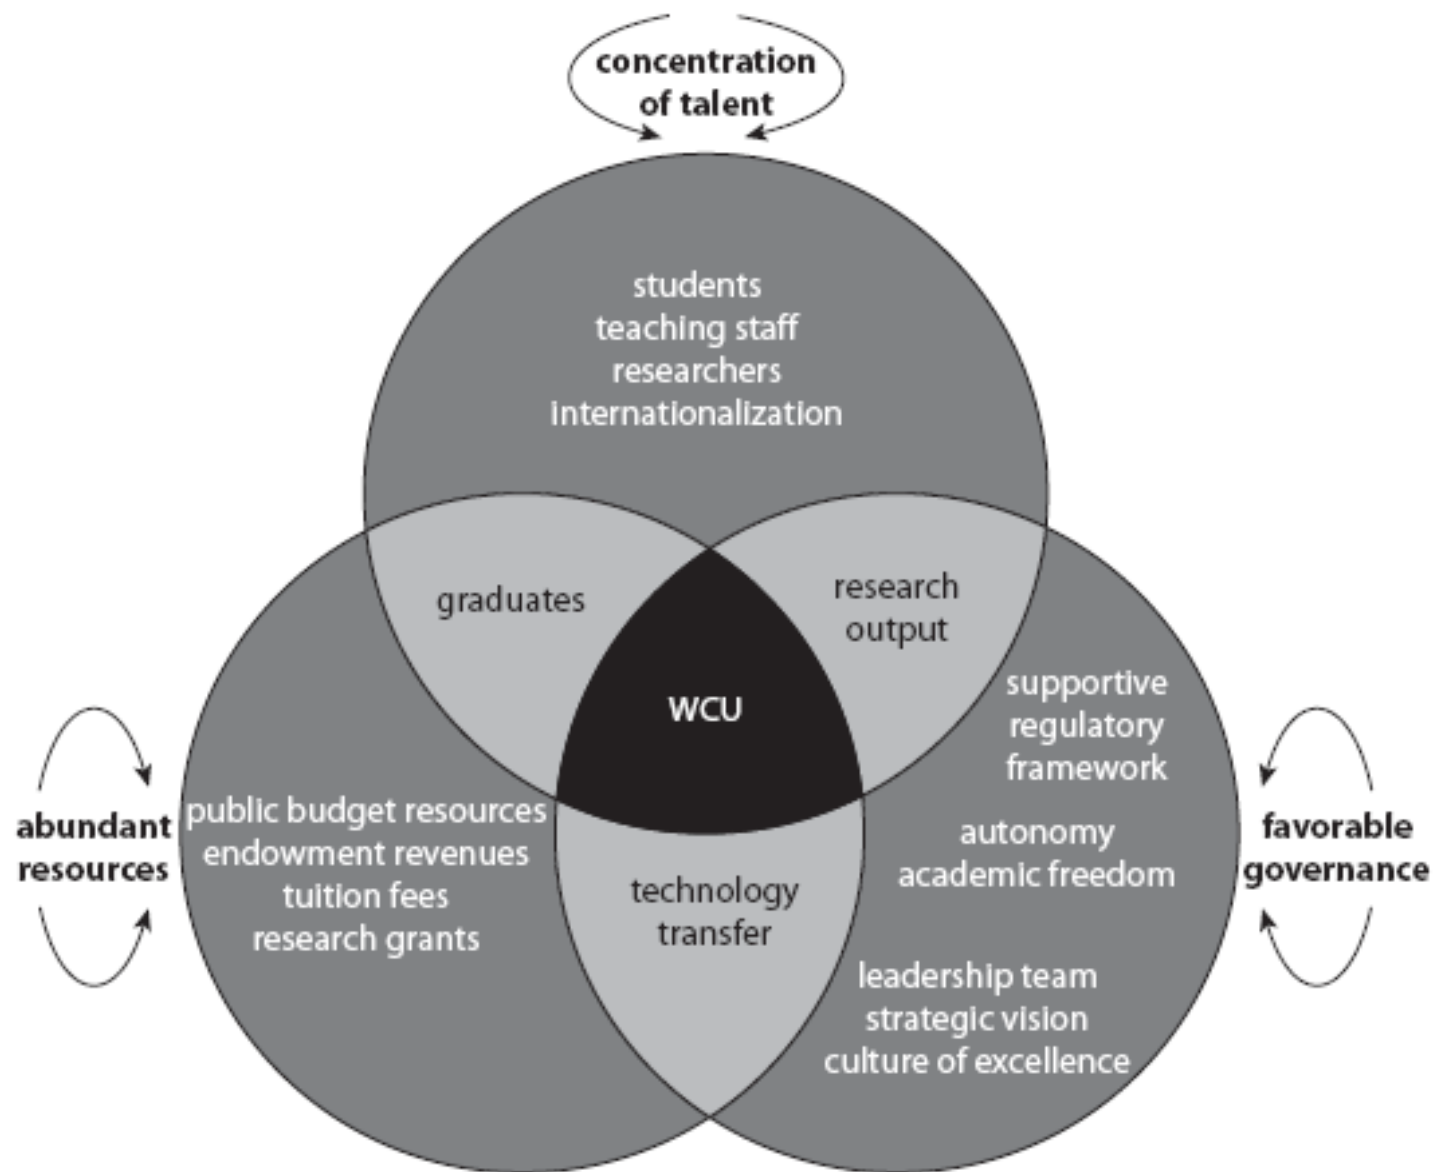 concentration
of talent
students
teaching staff
researchers
internationalization
graduates
research
output
WCU
supportive
regulatory
framework
abundant
resources
public budget resources
endowment revenues
tuition fees
research grants
technology
transfer
autonomy
academic freedom
favorable
governance
leadership team
strategic vision
culture of excellence